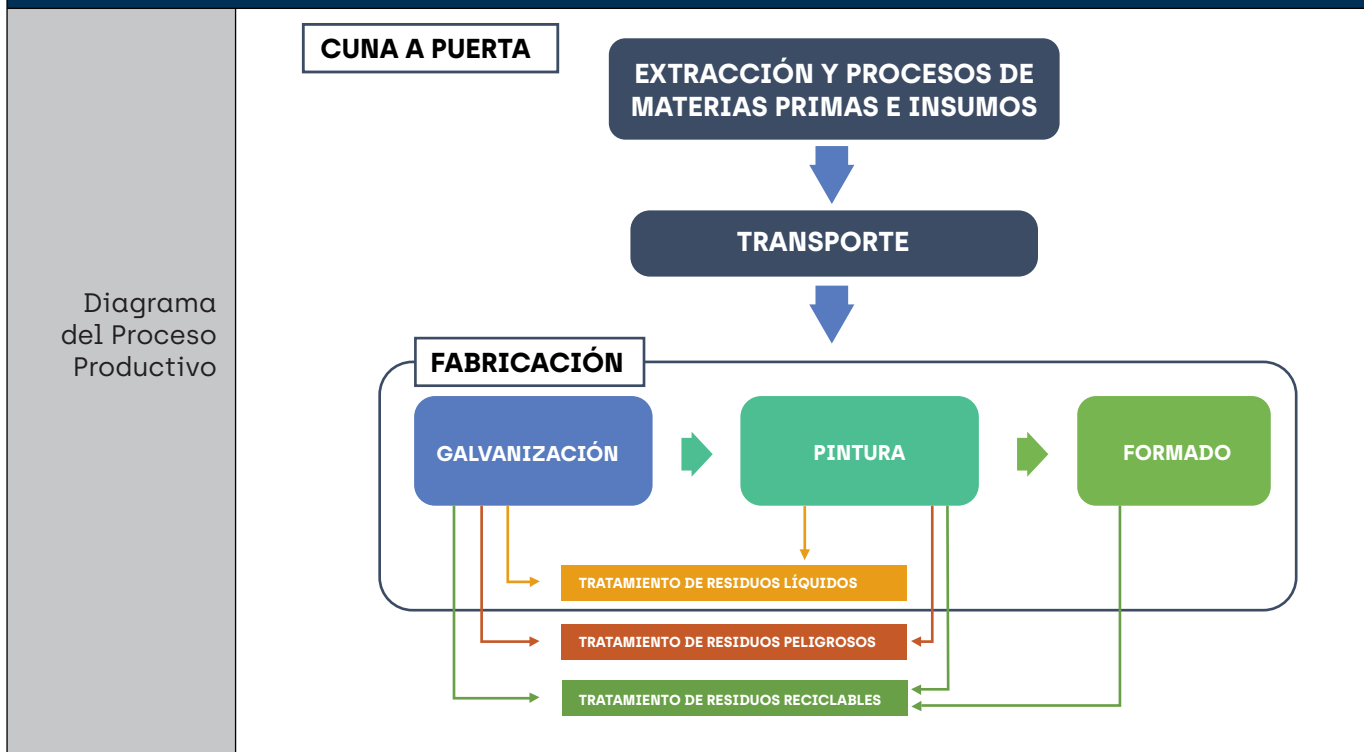 Diagrama
del Proceso
Productivo
CUNA A PUERTA
EXTRACCIÓN Y PROCESOS DE
MATERIAS PRIMAS E INSUMOS
TRANSPORTE
FABRICACIÓN
GALVANIZACIÓN
PINTURA
FORMADO
TRATAMIENTO DE RESIDUOS LÍQUIDOS
TRATAMIENTO DE RESIDUOS PELIGROSOS
TRATAMIENTO DE RESIDUOS RECICLABLES